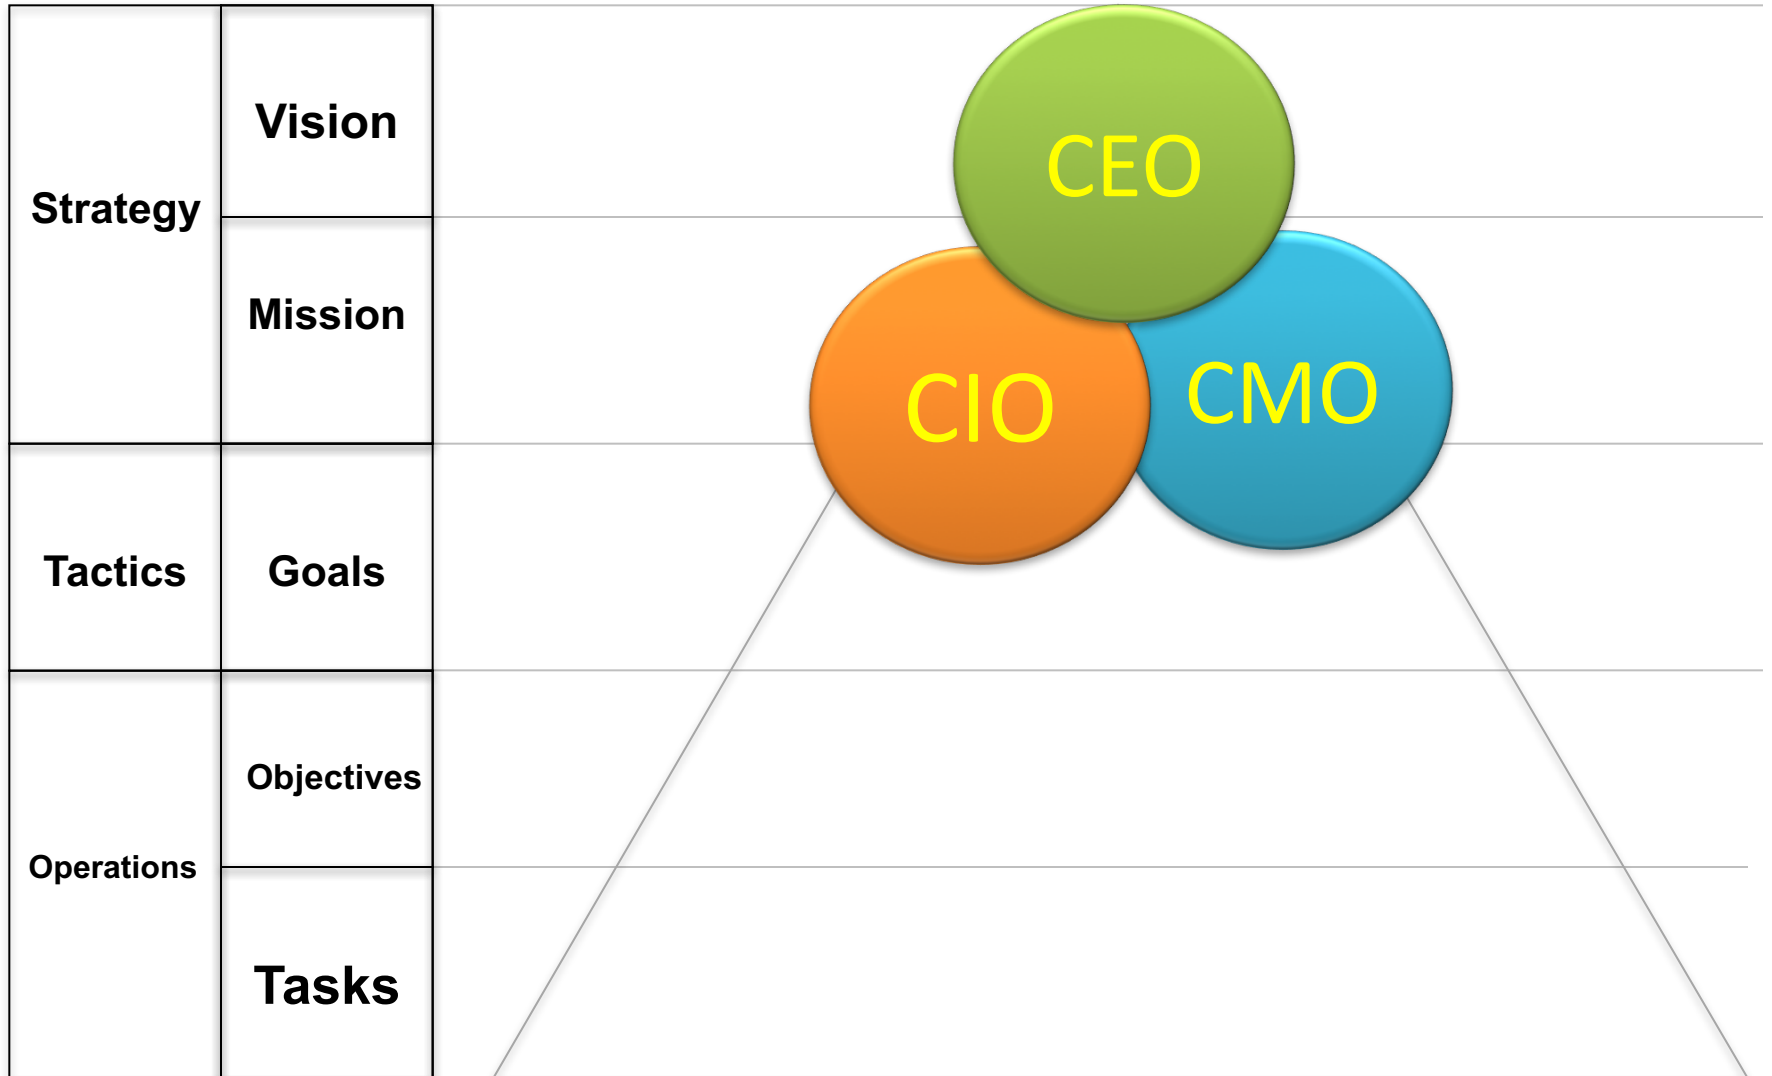 Strategy
Vision
Mission
Tactics
Goals
Operations
Objectives
Tasks
CEO
CIO
CMO